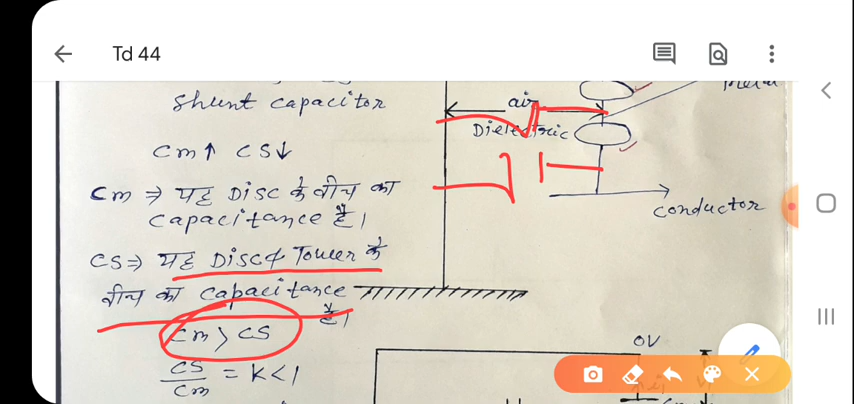 Td 44
Shunt capacitor
Cm↑ CS↓
Cm ⇒ यह Disc के बीच का
Capacitance है।
CS ⇒ यह Disc & Tower के
बीच का Capacitance
है।
Cm > CS
CS
Cm
= K < 1
air
Dielectric
metal
conductor
OV